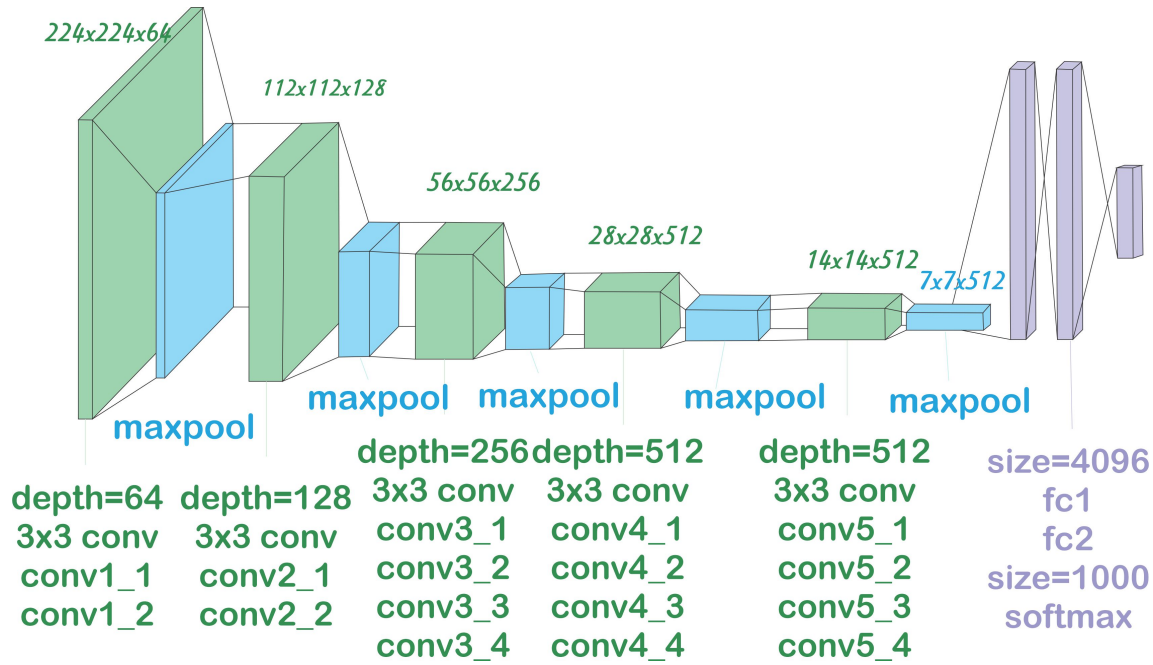 224x224x64
112x112x128
56x56x256
28x28x512
14x14x512
7x7x512
maxpool
maxpool
maxpool
maxpool
maxpool
depth=64
3x3 conv
conv1_1
conv1_2
depth=128
3x3 conv
conv2_1
conv2_2
depth=256
3x3 conv
conv3_1
conv3_2
conv3_3
conv3_4
depth=512
3x3 conv
conv4_1
conv4_2
conv4_3
conv4_4
depth=512
3x3 conv
conv5_1
conv5_2
conv5_3
conv5_4
size=4096
fc1
fc2
size=1000
softmax